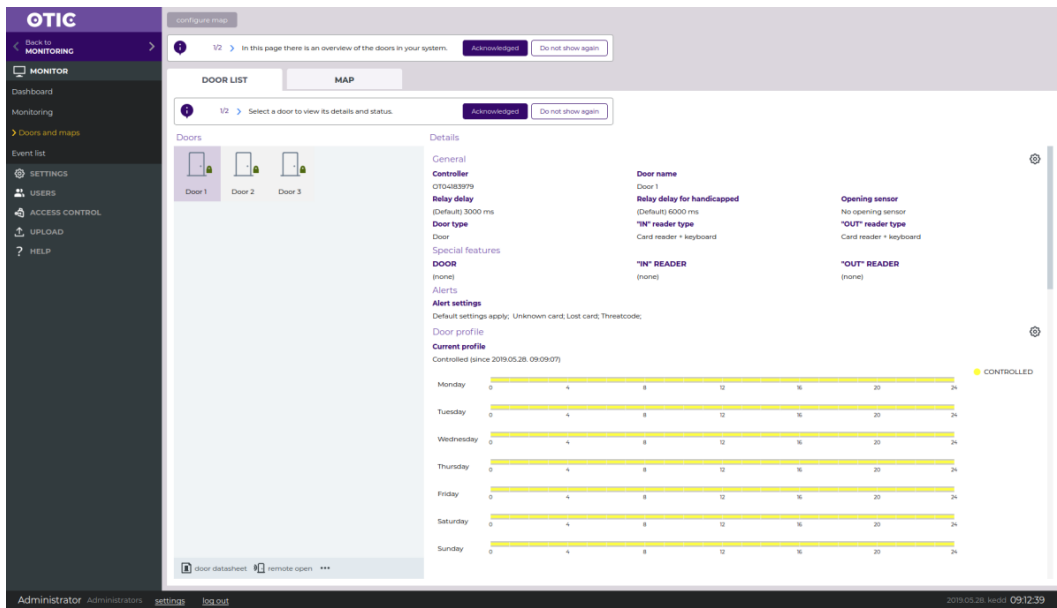 OTIC
configure map
Back to
MONITORING
1/2 In this page there is an overview of the doors in your system. Acknowledged Do not show again
MONITOR
DOOR LIST MAP
Dashboard
Monitoring
1/2 Select a door to view its details and status. Acknowledged Do not show again
Doors and maps
Event list
SETTINGS
USERS
ACCESS CONTROL
UPLOAD
HELP
Doors
Door 1 Door 2 Door 3
door datasheet remote open •••
Details
General
Controller Door name
OT04183979 Door 1
Relay delay Relay delay for handicapped Opening sensor
(Default) 3000 ms (Default) 6000 ms No opening sensor
Door type "IN" reader type "OUT" reader type
Door Card reader + keyboard Card reader + keyboard
Special features
DOOR "IN" READER "OUT" READER
(none) (none) (none)
Alerts
Alert settings
Default settings apply; Unknown card; Lost card; Threatcode;
Door profile
Current profile
Controlled (since 2019.05.28. 09:09:07)
CONTROLLED
Monday 0 4 8 12 16 20 24
Tuesday 0 4 8 12 16 20 24
Wednesday 0 4 8 12 16 20 24
Thursday 0 4 8 12 16 20 24
Friday 0 4 8 12 16 20 24
Saturday 0 4 8 12 16 20 24
Sunday 0 4 8 12 16 20 24
Administrator Administrators settings log out 2019.05.28. kedd 09:12:39